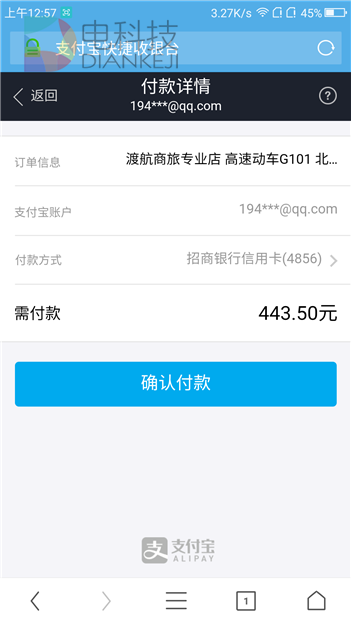 上午12:57 3.27K/s 45%
支付宝快捷收银台
电科技
DIANKEJI
返回 付款详情 ?
194***@qq.com
订单信息 渡航商旅专业店 高速动车G101 北...
支付宝账户 194***@qq.com
付款方式 招商银行信用卡(4856)
需付款 443.50元
确认付款
支 支付宝
ALIPAY
1